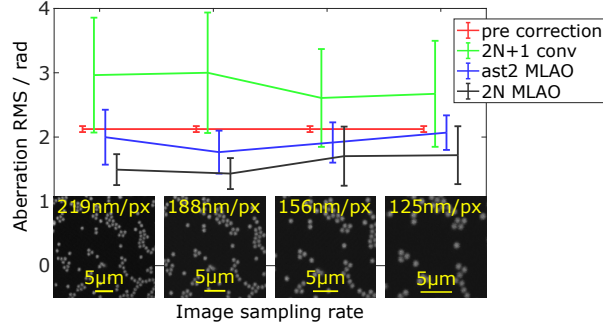 4
pre correction
2N+1 conv
ast2 MLAO
2N MLAO
3
Aberration RMS / rad
2
1
219nm/px 188nm/px 156nm/px 125nm/px
0
5µm 5µm 5µm 5µm
Image sampling rate